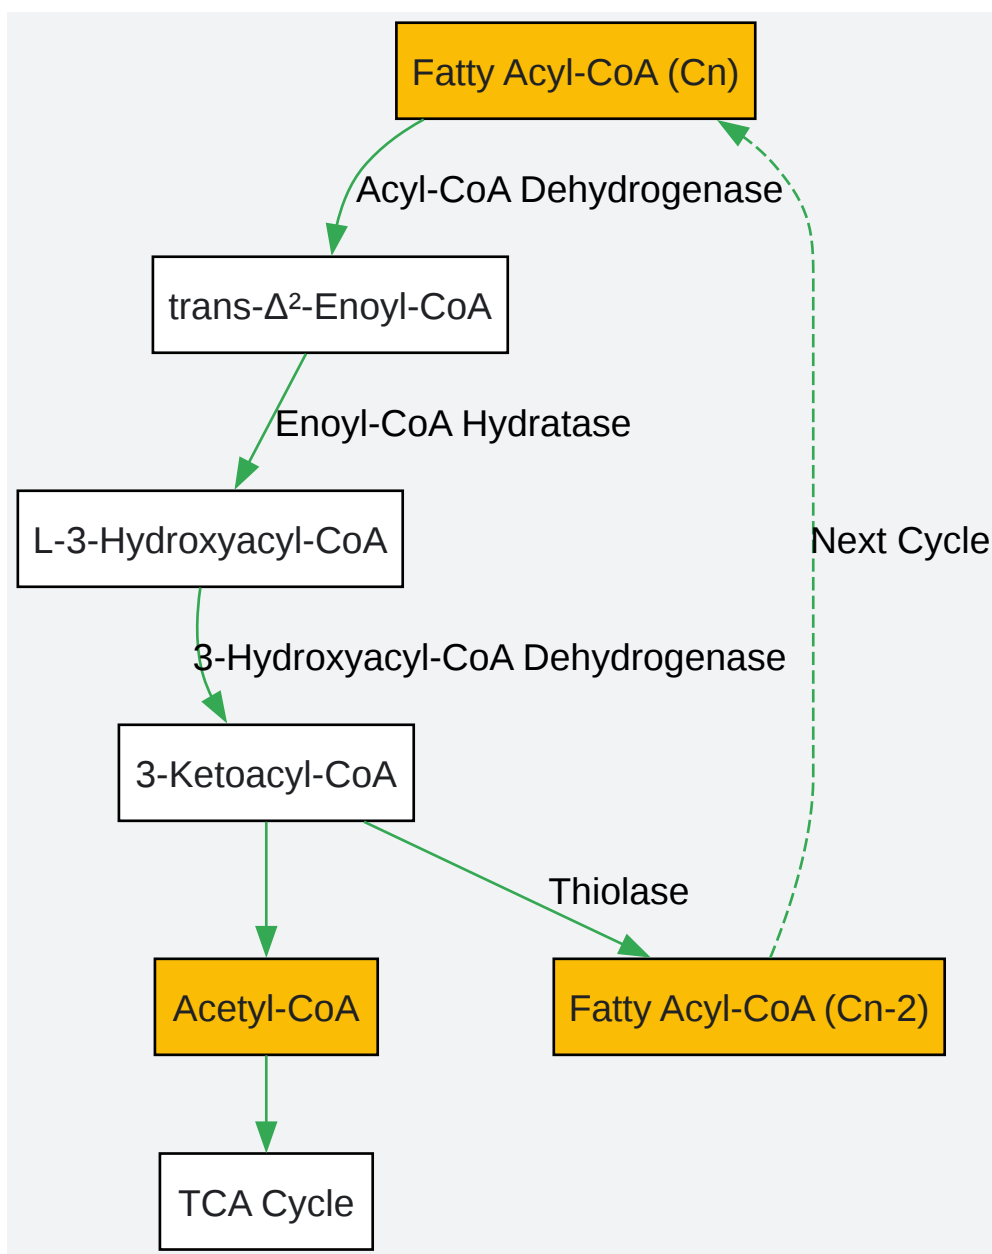 Fatty Acyl-CoA (Cn)
Acyl-CoA Dehydrogenase
trans-Δ²-Enoyl-CoA
Enoyl-CoA Hydratase
L-3-Hydroxyacyl-CoA
Next Cycle
3-Hydroxyacyl-CoA Dehydrogenase
3-Ketoacyl-CoA
Thiolase
Acetyl-CoA
Fatty Acyl-CoA (Cn-2)
TCA Cycle